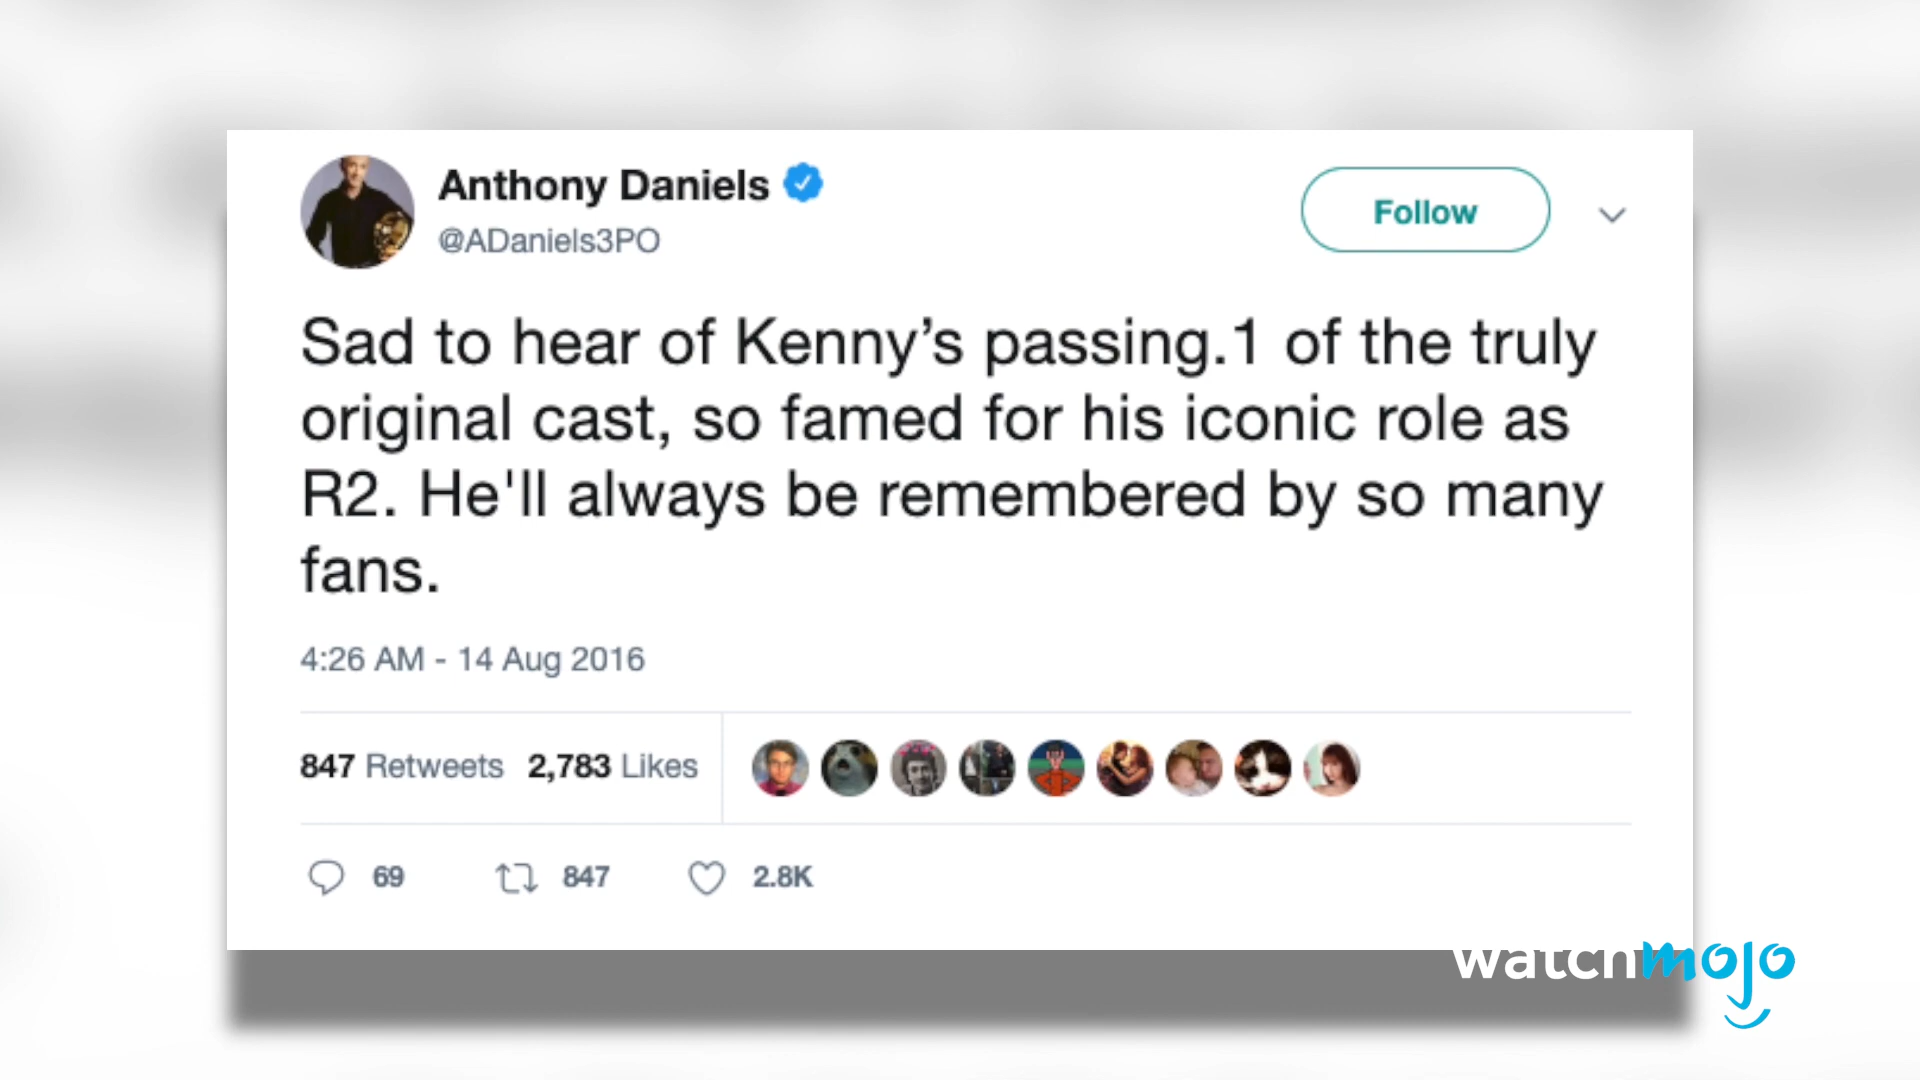 Anthony Daniels
@ADaniels3PO
Follow
Sad to hear of Kenny’s passing.1 of the truly
original cast, so famed for his iconic role as
R2. He'll always be remembered by so many
fans.
4:26 AM - 14 Aug 2016
847 Retweets 2,783 Likes
69 847 2.8K
watchmojo